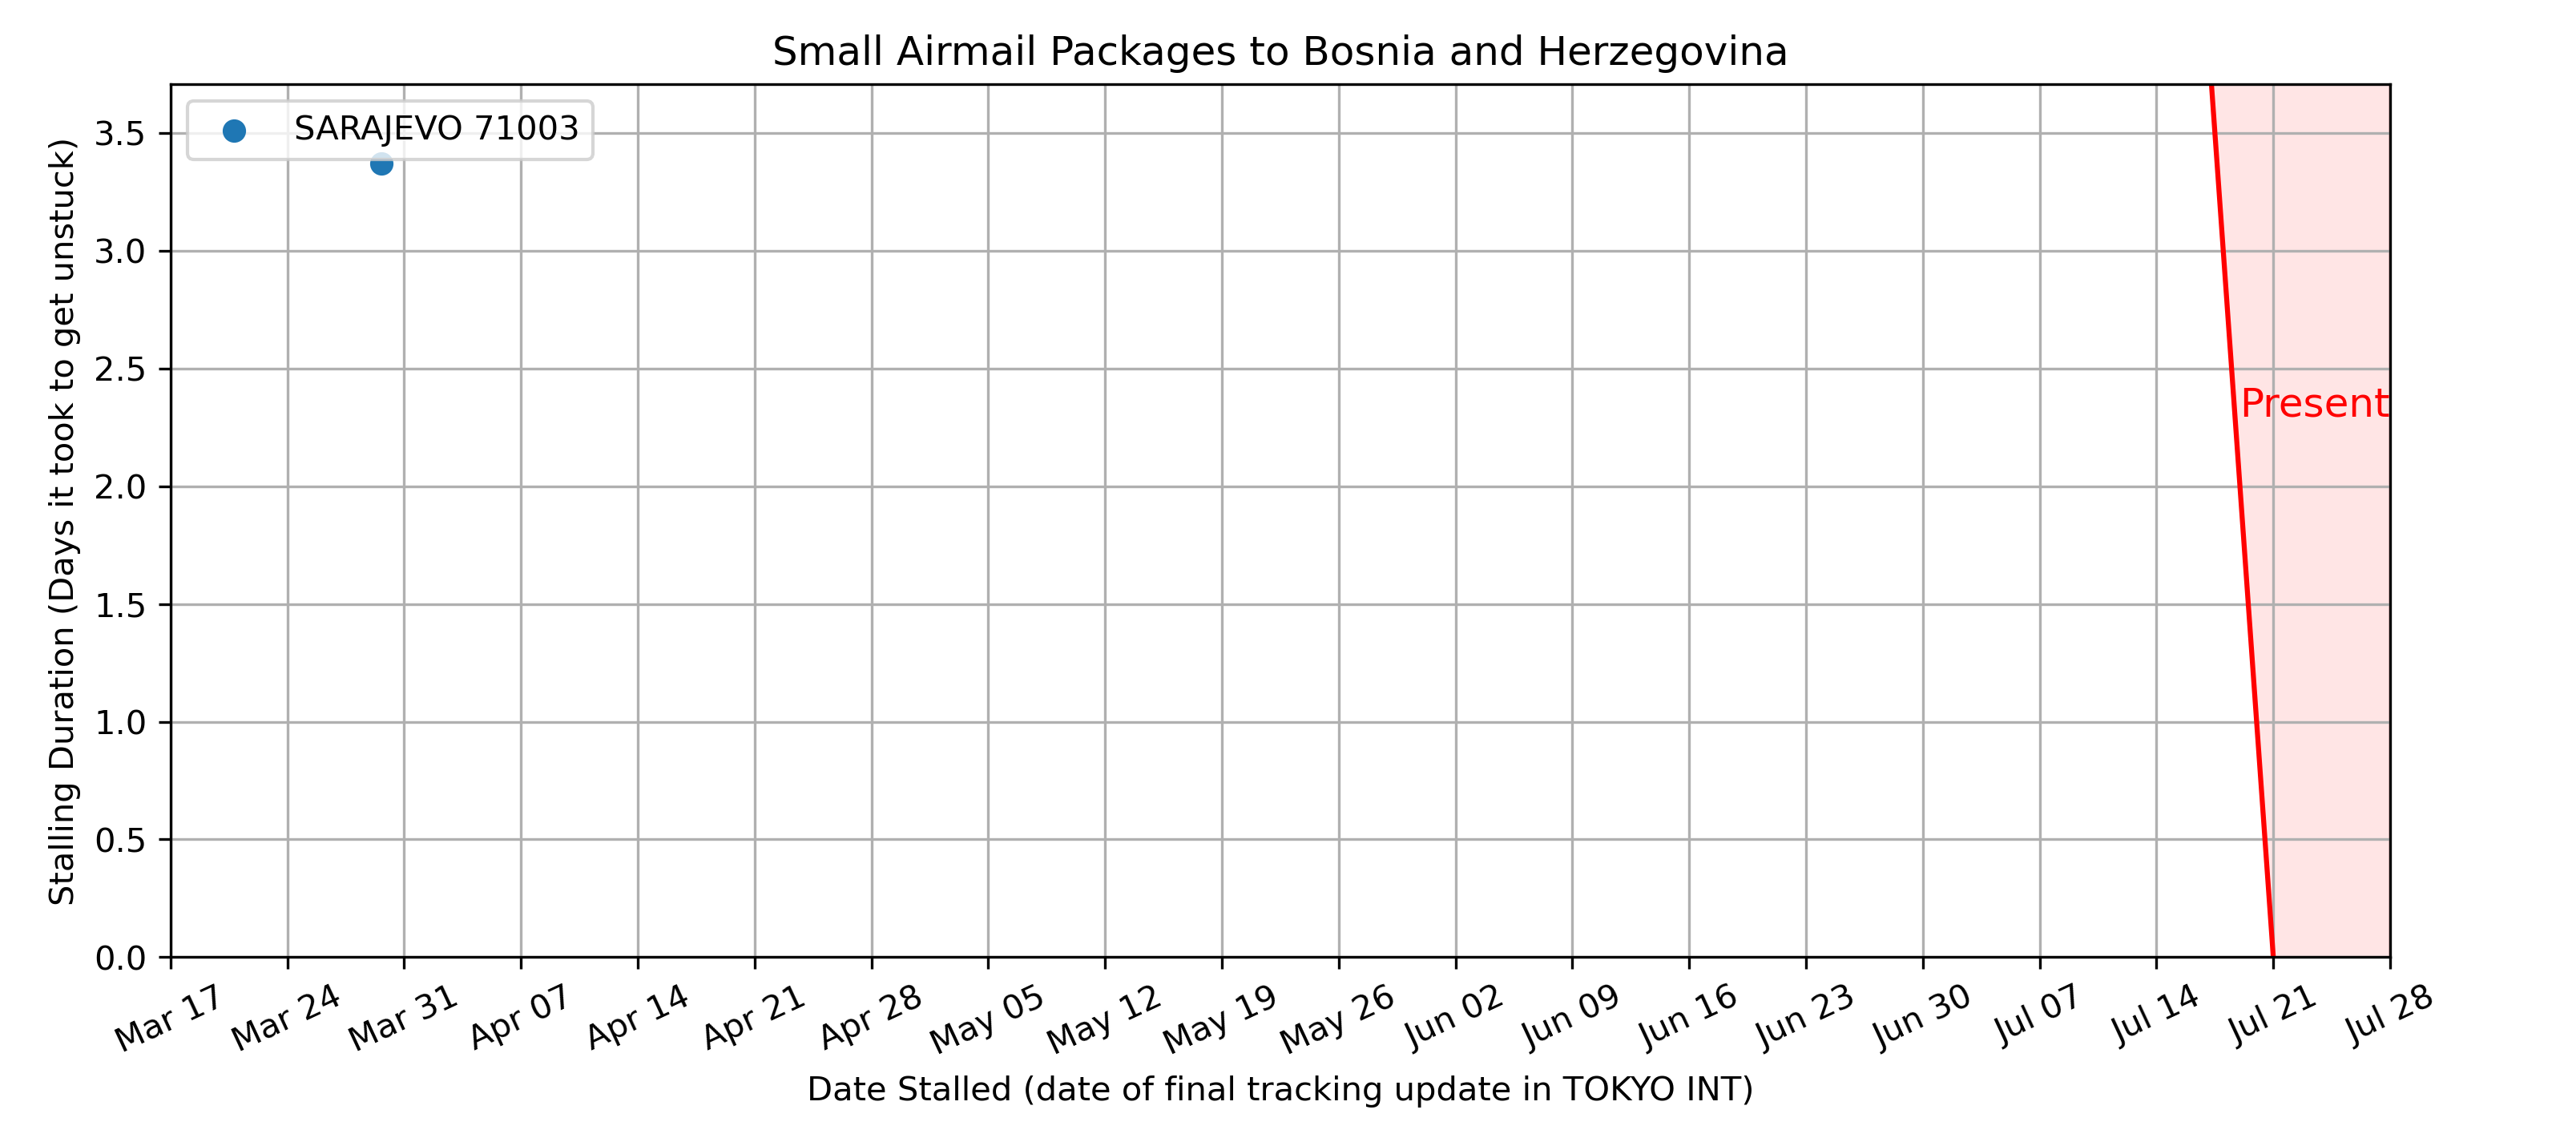 Small Airmail Packages to Bosnia and Herzegovina
SARAJEVO 71003
Stalling Duration (Days it took to get unstuck)
3.5
3.0
2.5
2.0
1.5
1.0
0.5
0.0
Present
Mar 17
Mar 24
Mar 31
Apr 07
Apr 14
Apr 21
Apr 28
May 05
May 12
May 19
May 26
Jun 02
Jun 09
Jun 16
Jun 23
Jun 30
Jul 07
Jul 14
Jul 21
Jul 28
Date Stalled (date of final tracking update in TOKYO INT)